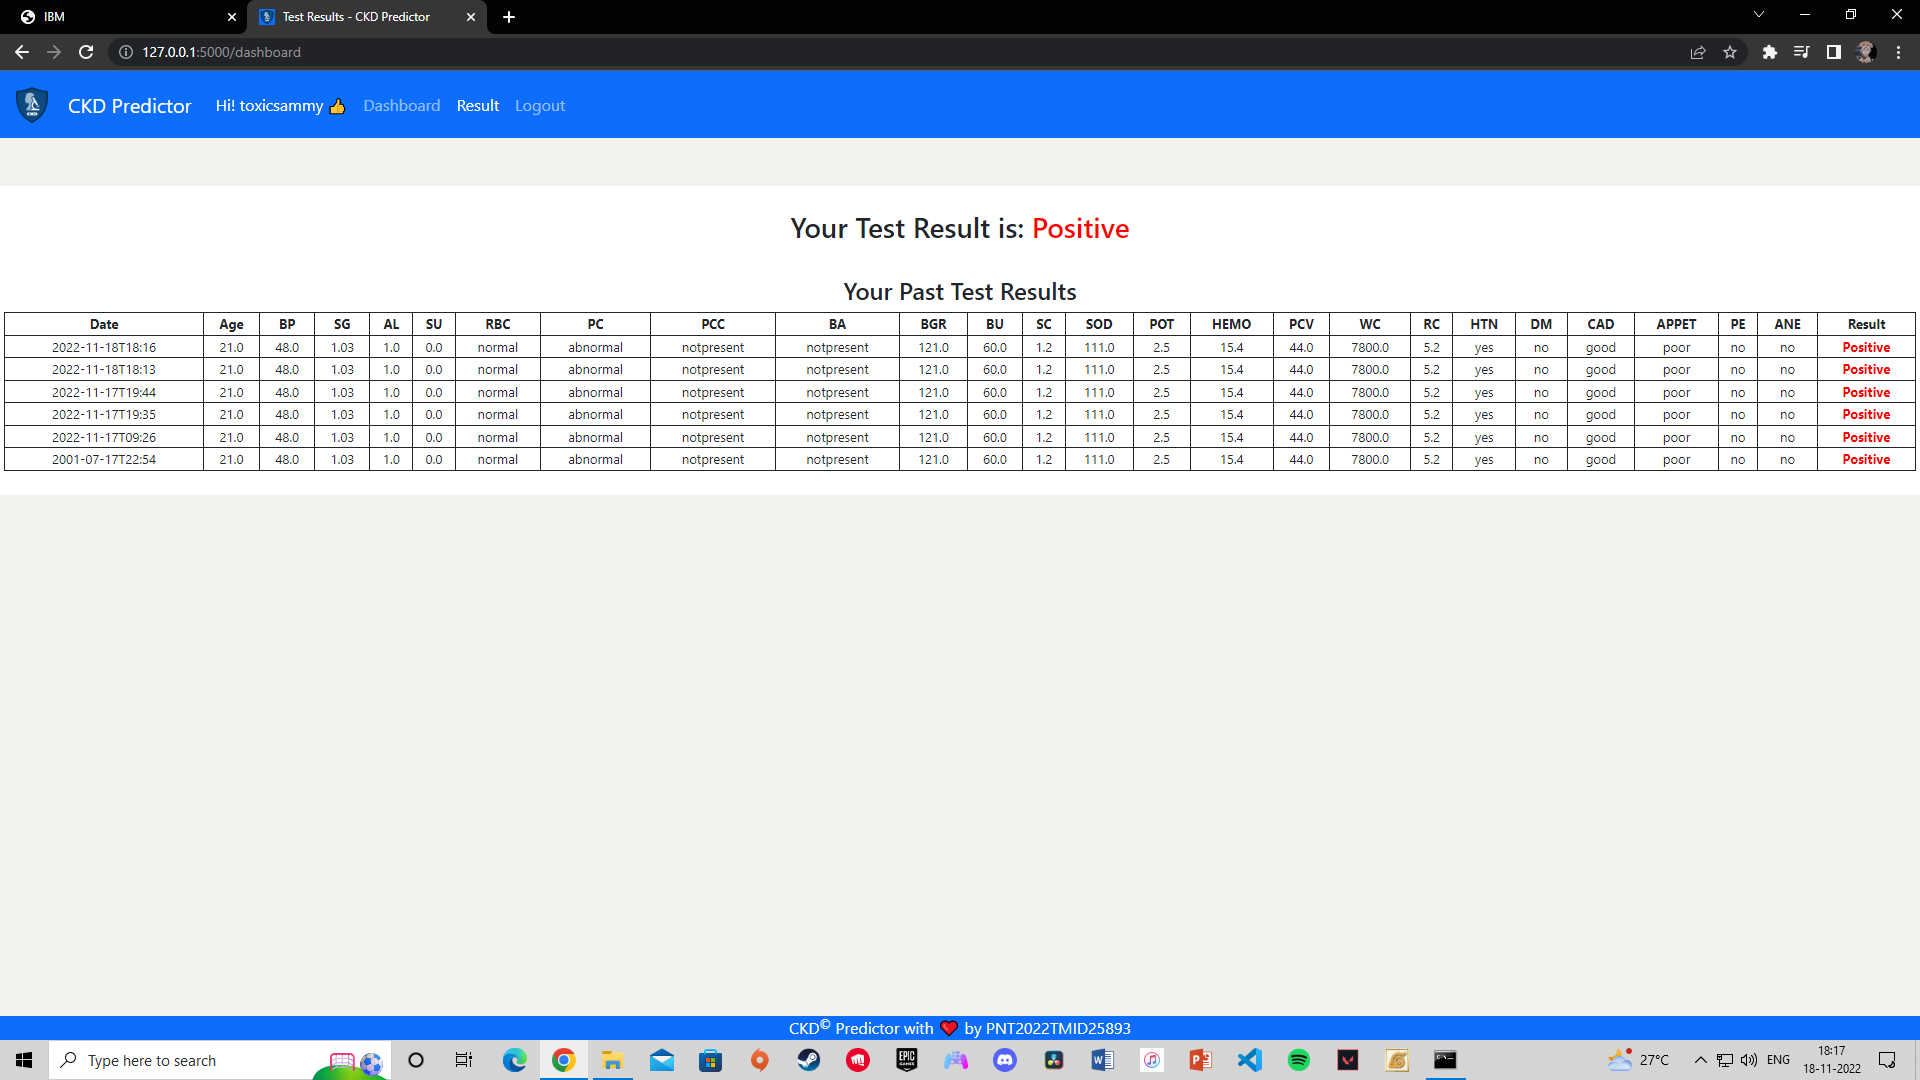 IBM
Test Results - CKD Predictor
127.0.0.1:5000/dashboard
CKD
CKD Predictor
Hi! toxicsammy 👍
Dashboard
Result
Logout
Your Test Result is: Positive
Your Past Test Results
Date Age BP SG AL SU RBC PC PCC BA BGR BU SC SOD POT HEMO PCV WC RC HTN DM CAD APPET PE ANE Result
2022-11-18T18:16 21.0 48.0 1.03 1.0 0.0 normal abnormal notpresent notpresent 121.0 60.0 1.2 111.0 2.5 15.4 44.0 7800.0 5.2 yes no good poor no no Positive
2022-11-18T18:13 21.0 48.0 1.03 1.0 0.0 normal abnormal notpresent notpresent 121.0 60.0 1.2 111.0 2.5 15.4 44.0 7800.0 5.2 yes no good poor no no Positive
2022-11-17T19:44 21.0 48.0 1.03 1.0 0.0 normal abnormal notpresent notpresent 121.0 60.0 1.2 111.0 2.5 15.4 44.0 7800.0 5.2 yes no good poor no no Positive
2022-11-17T19:35 21.0 48.0 1.03 1.0 0.0 normal abnormal notpresent notpresent 121.0 60.0 1.2 111.0 2.5 15.4 44.0 7800.0 5.2 yes no good poor no no Positive
2022-11-17T09:26 21.0 48.0 1.03 1.0 0.0 normal abnormal notpresent notpresent 121.0 60.0 1.2 111.0 2.5 15.4 44.0 7800.0 5.2 yes no good poor no no Positive
2001-07-17T22:54 21.0 48.0 1.03 1.0 0.0 normal abnormal notpresent notpresent 121.0 60.0 1.2 111.0 2.5 15.4 44.0 7800.0 5.2 yes no good poor no no Positive
CKD© Predictor with ❤️ by PNT2022TMID25893
Type here to search
EPIC
GAMES
27°C
ENG
18:17
18-11-2022